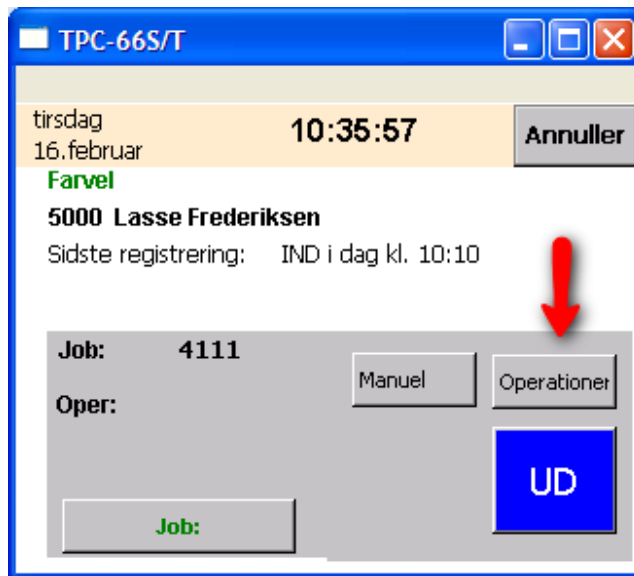 TPC-66S/T
tirsdag
16.februar
10:35:57
Annuller
Farvel
5000 Lasse Frederiksen
Sidste registrering: IND i dag kl. 10:10
Job: 4111
Manuel
Operationer
Oper:
UD
Job: